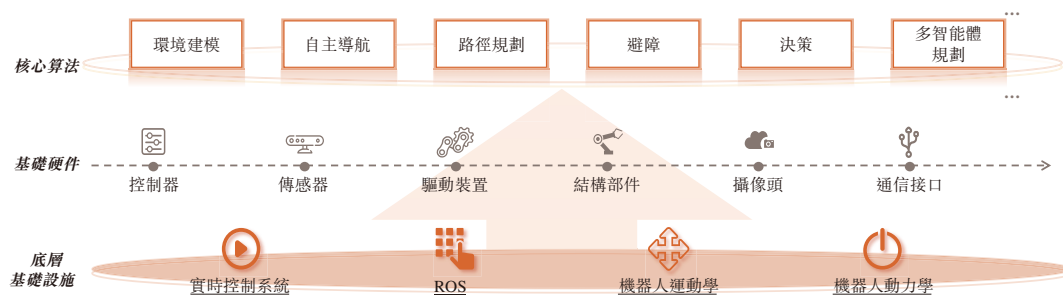 ...
環境建模
自主導航
路徑規劃
避障
決策
多智能體
規劃
核心算法
...
基礎硬件
控制器
傳感器
驅動裝置
結構部件
攝像頭
通信接口
底層
基礎設施
實時控制系統
ROS
機器人運動學
機器人動力學